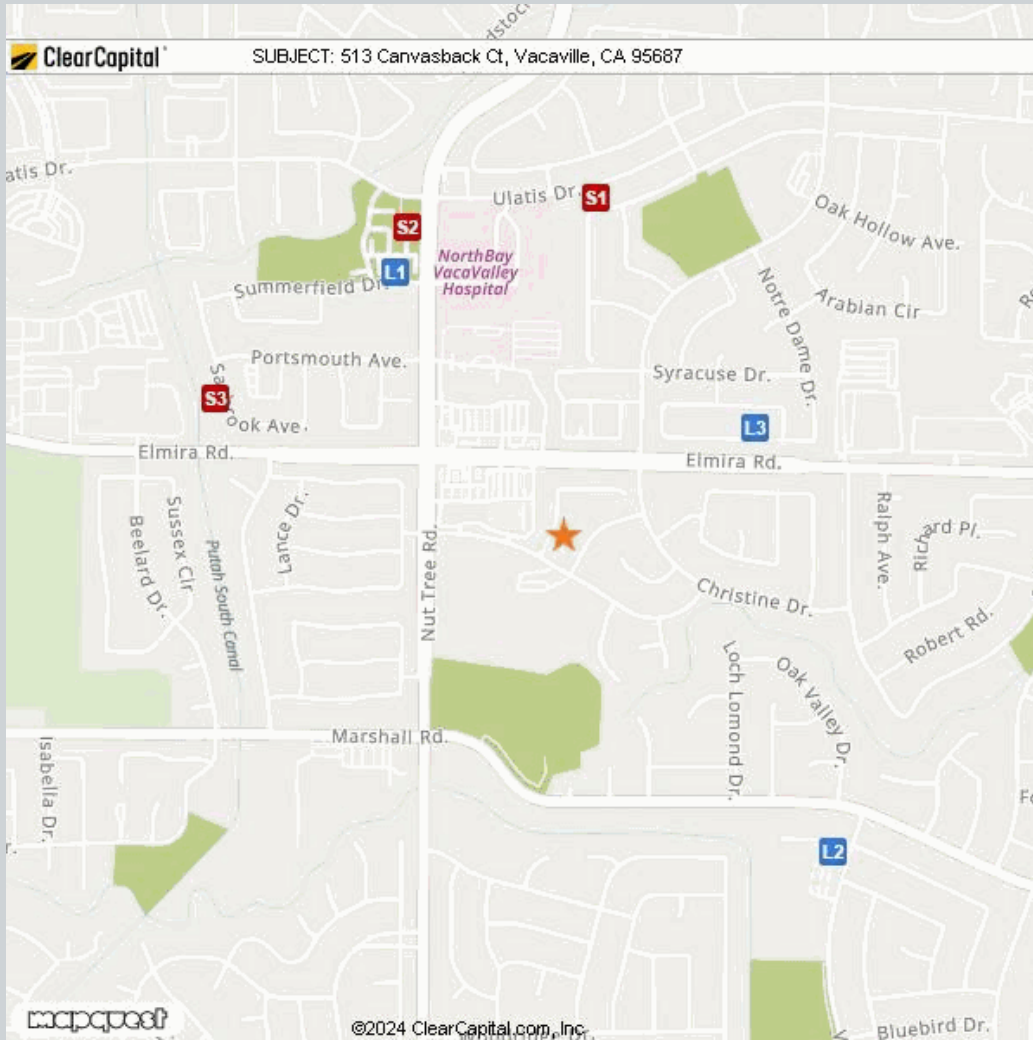 ClearCapital
SUBJECT: 513 Canvasback Ct, Vacaville, CA 95687
atis Dr.
Ulatis Dr.
S1
Oak Hollow Ave.
S2
NorthBay
VacaValley
Hospital
L1
Summerfield Dr.
Arabian Cir
Notre Dame Dr.
Portsmouth Ave.
Syracuse Dr.
S3
ook Ave.
L3
Elmira Rd.
Elmira Rd.
Sussex Cir
Beelard Dr.
Lance Dr.
Putah South Canal
Nut Tree Rd.
Ralph Ave.
Richard Pl.
Christine Dr.
Robert Rd.
Loch Lomond Dr.
Oak Valley Dr.
Marshall Rd.
Isabella Dr.
L2
mapquest
©2024 ClearCapital.com, Inc.
Bluebird Dr.